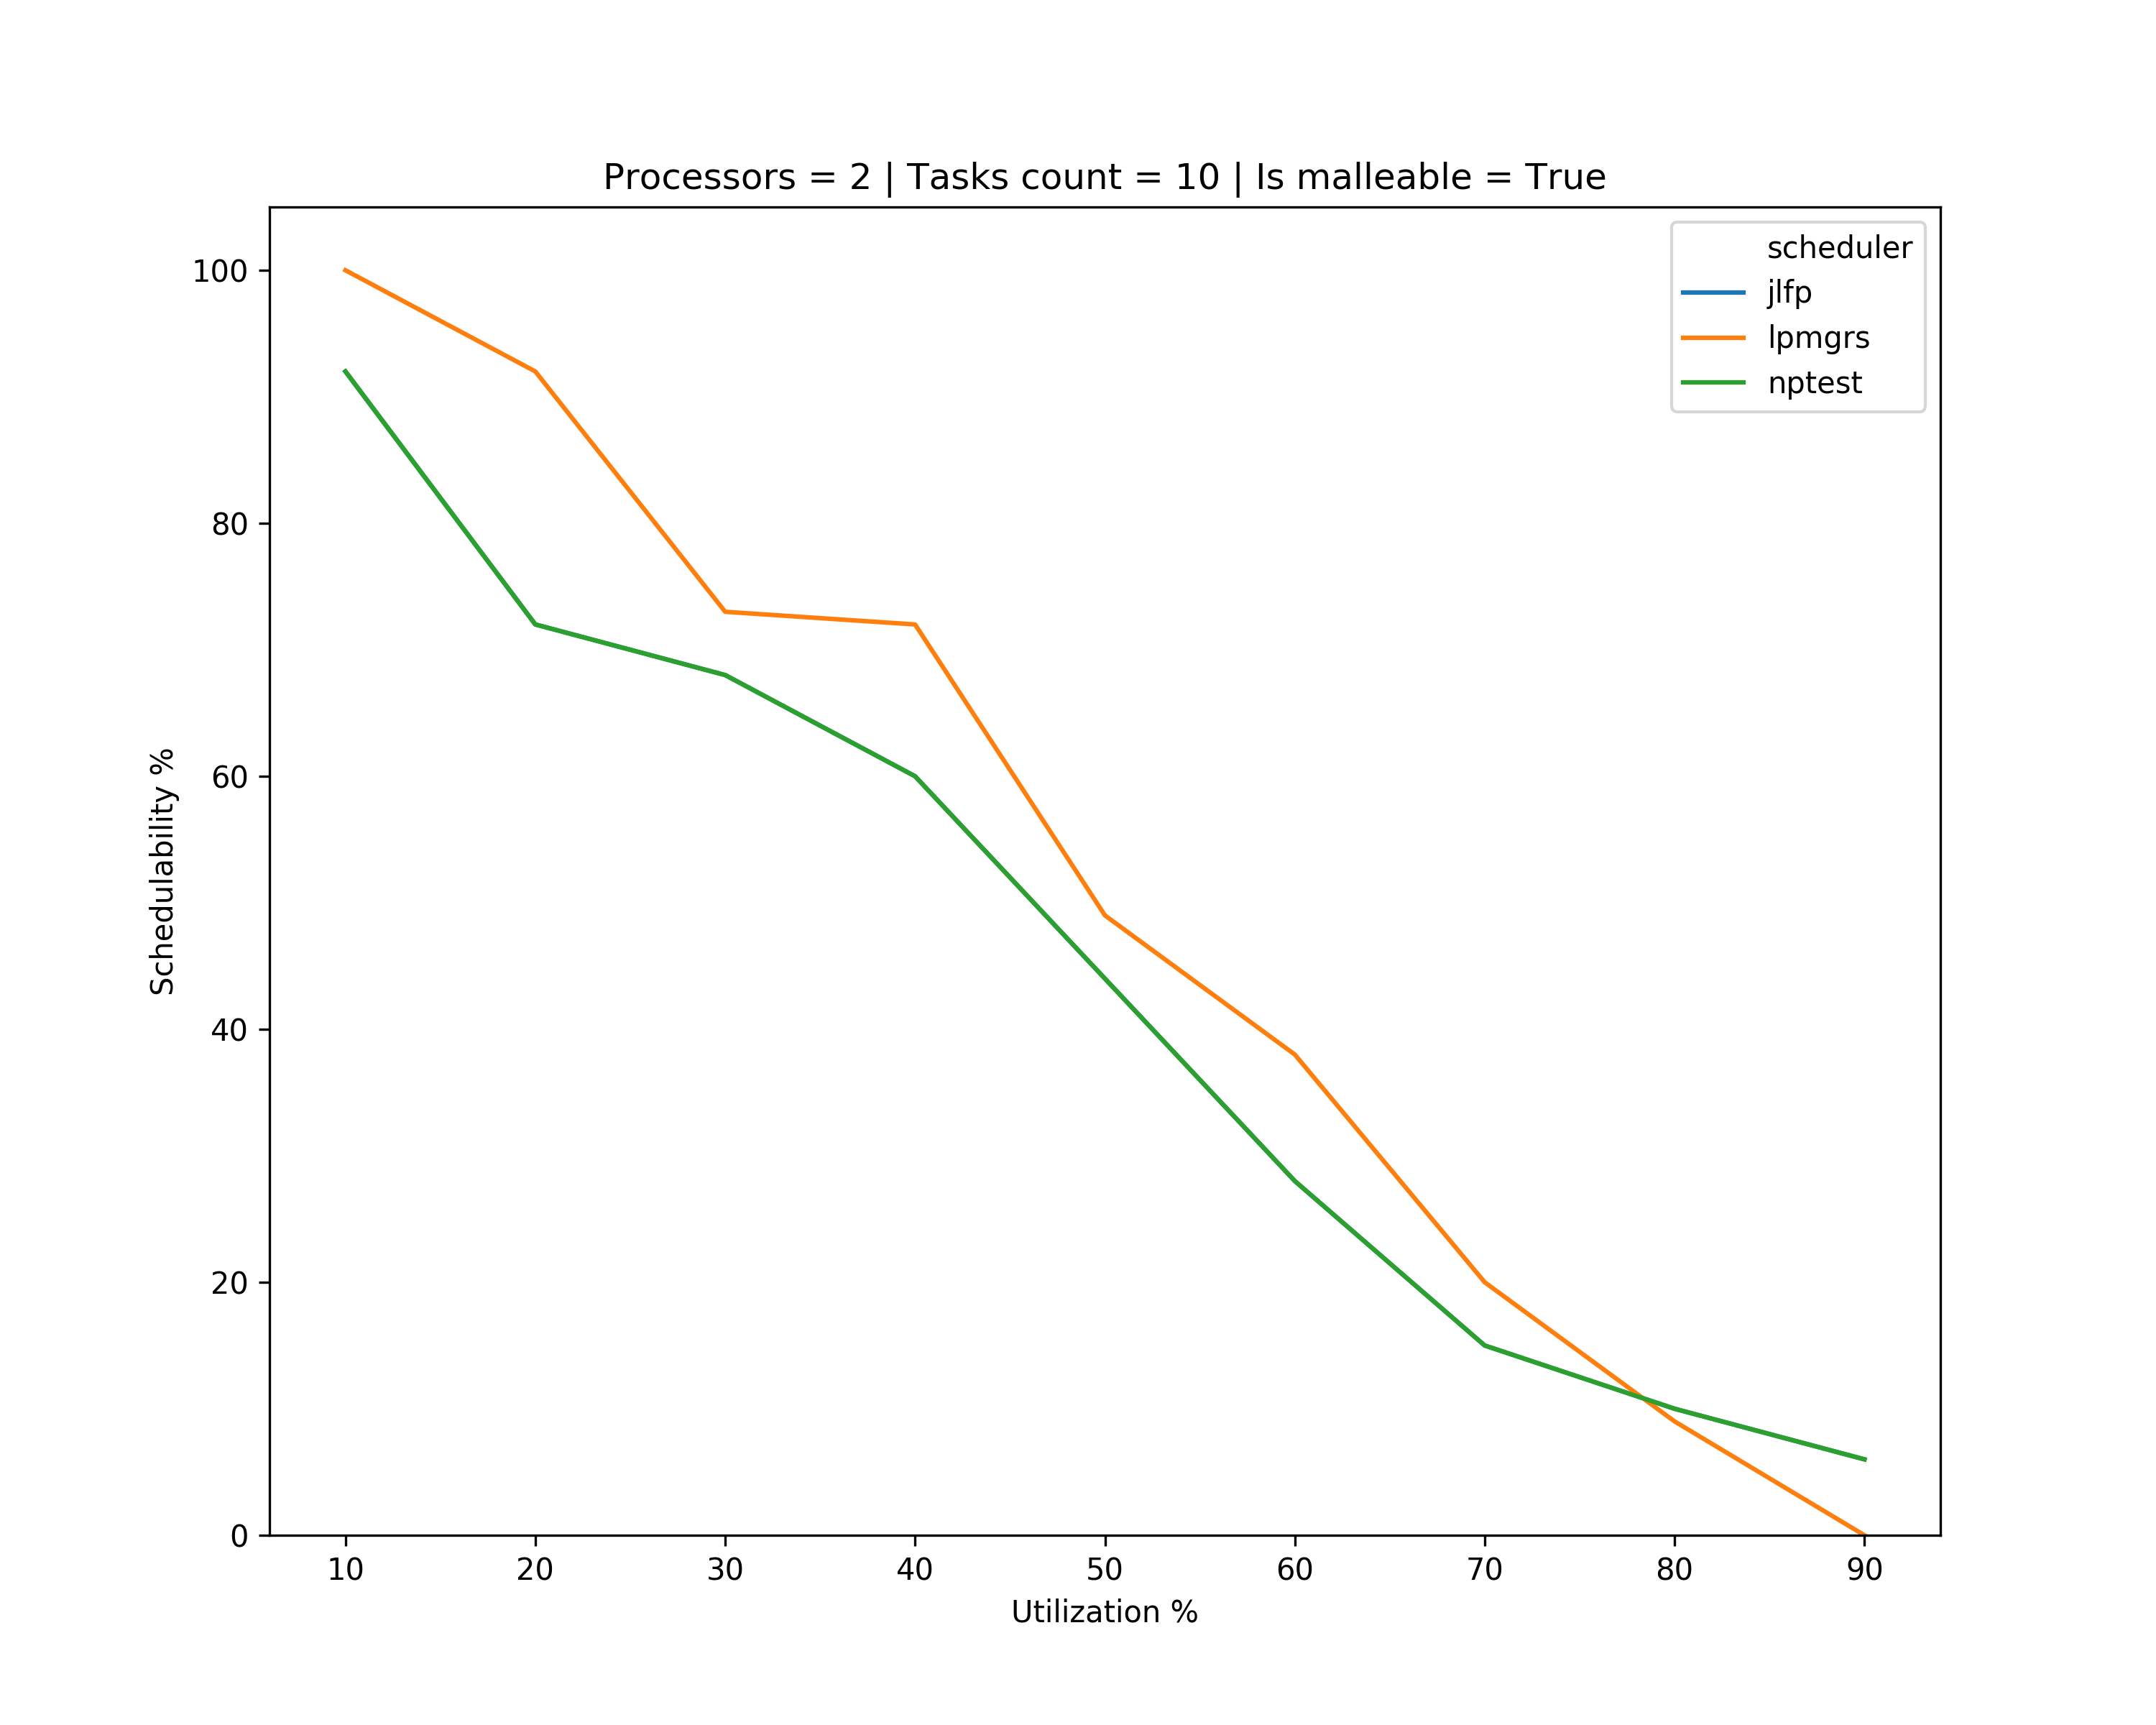 Processors = 2 | Tasks count = 10 | Is malleable = True
scheduler
jlfp
lpmgrs
nptest
Schedulability %
100
80
60
40
20
0
10 20 30 40 50 60 70 80 90
Utilization %